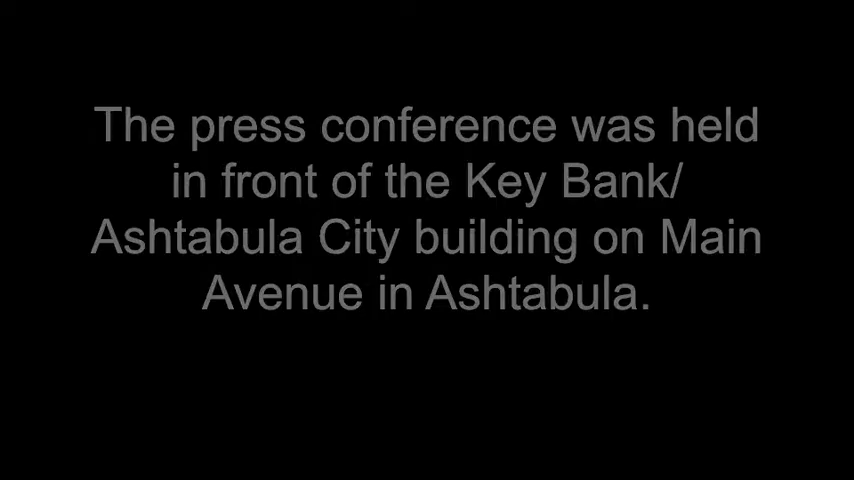 The press conference was held
in front of the Key Bank/
Ashtabula City building on Main
Avenue in Ashtabula.